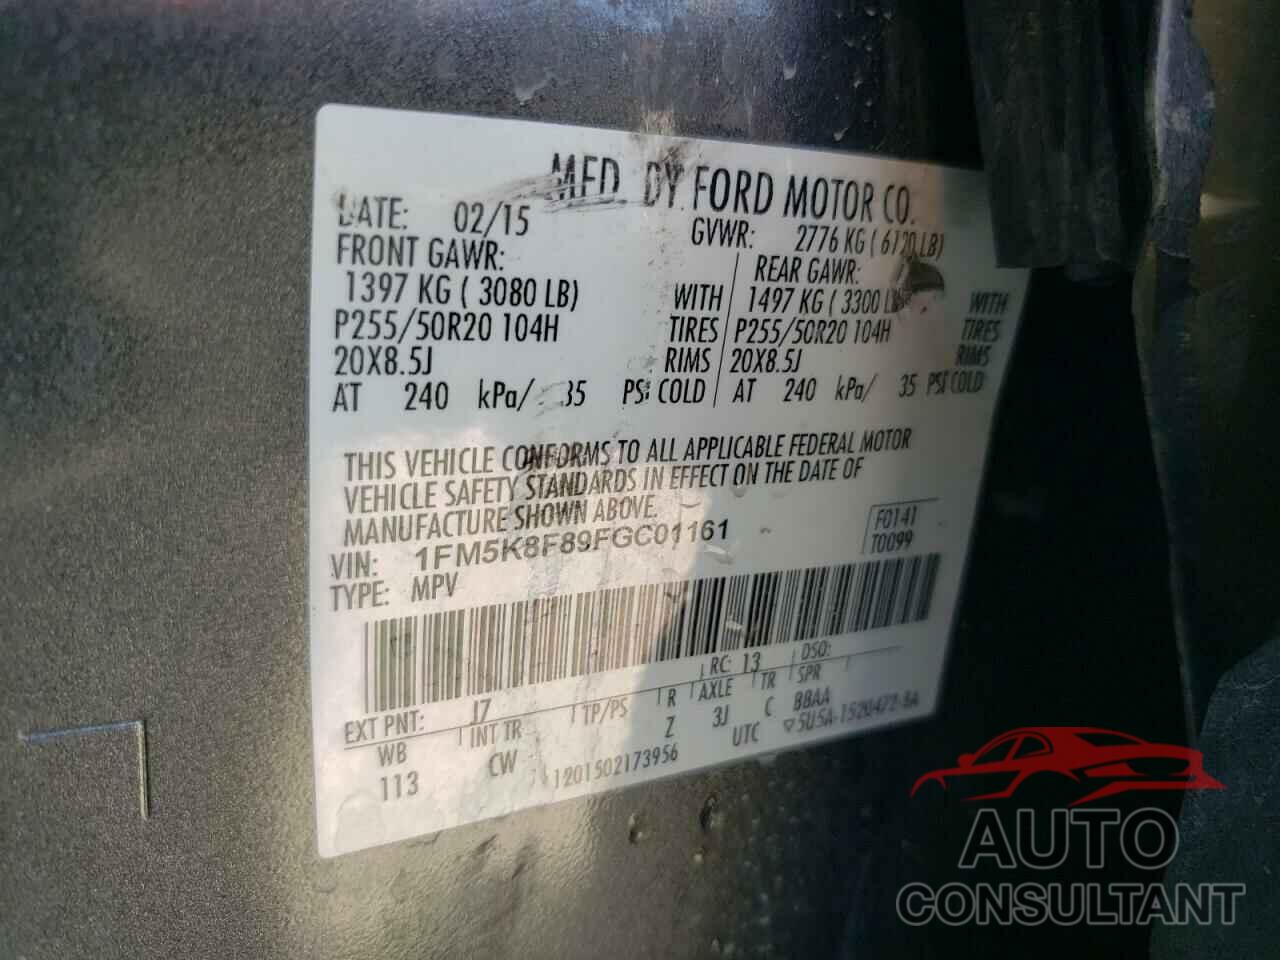 MFD. BY FORD MOTOR CO.
DATE: 02/15 GVWR: 2776 KG ( 6120 LB)
FRONT GAWR: REAR GAWR:
1397 KG ( 3080 LB) WITH 1497 KG ( 3300 LB) WITH
P255/50R20 104H TIRES P255/50R20 104H TIRES
20X8.5J RIMS 20X8.5J RIMS
AT 240 kPa/ 35 PSI COLD AT 240 kPa/ 35 PSI COLD
THIS VEHICLE CONFORMS TO ALL APPLICABLE FEDERAL MOTOR
VEHICLE SAFETY STANDARDS IN EFFECT ON THE DATE OF
MANUFACTURE SHOWN ABOVE.
VIN: 1FM5K8F89FGC01161 F0141
TYPE: MPV T0099
EXT PNT: J7 RC: 13 DSO:
WB INT TR TP/PS R AXLE TR SPR
113 CW Z 3J C BBAA
1201502173956 UTC 5U5A-1520472-BA
AUTO
CONSULTANT